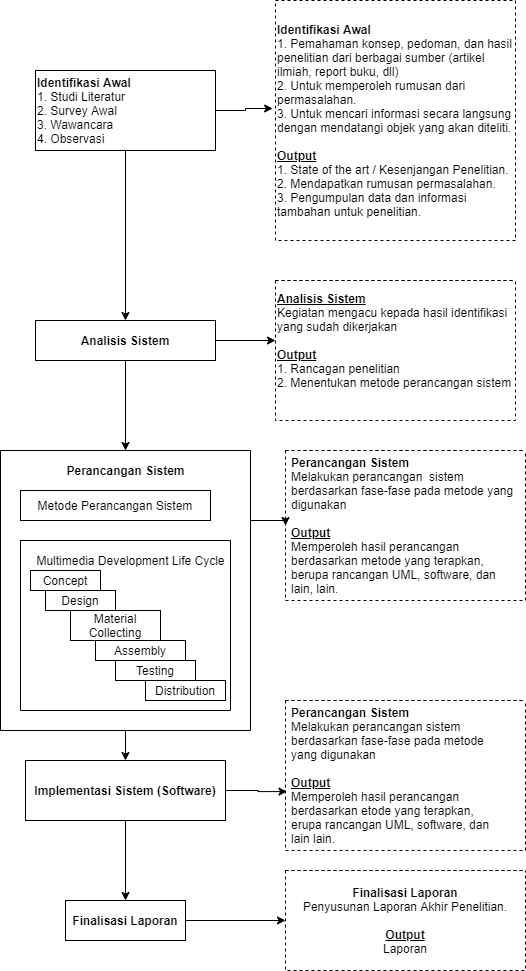 Identifikasi Awal
1. Studi Literatur
2. Survey Awal
3. Wawancara
4. Observasi
Identifikasi Awal
1. Pemahaman konsep, pedoman, dan hasil
penelitian dari berbagai sumber (artikel
ilmiah, report buku, dll)
2. Untuk memperoleh rumusan dari
permasalahan.
3. Untuk mencari informasi secara langsung
dengan mendatangi objek yang akan diteliti.
Output
1. State of the art / Kesenjangan Penelitian.
2. Mendapatkan rumusan permasalahan.
3. Pengumpulan data dan informasi
tambahan untuk penelitian.
Analisis Sistem
Analisis Sistem
Kegiatan mengacu kepada hasil identifikasi
yang sudah dikerjakan
Output
1. Rancagan penelitian
2. Menentukan metode perancangan sistem
Perancangan Sistem
Metode Perancangan Sistem
Multimedia Development Life Cycle
Concept
Design
Material
Collecting
Assembly
Testing
Distribution
Perancangan Sistem
Melakukan perancangan  sistem
berdasarkan fase-fase pada metode yang
digunakan
Output
Memperoleh hasil perancangan
berdasarkan metode yang terapkan,
berupa rancangan UML, software, dan
lain, lain.
Implementasi Sistem (Software)
Perancangan Sistem
Melakukan perancangan sistem
berdasarkan fase-fase pada metode
yang digunakan
Output
Memperoleh hasil perancangan
berdasarkan etode yang terapkan,
erupa rancangan UML, software, dan
lain lain.
Finalisasi Laporan
Finalisasi Laporan
Penyusunan Laporan Akhir Penelitian.
Output
Laporan